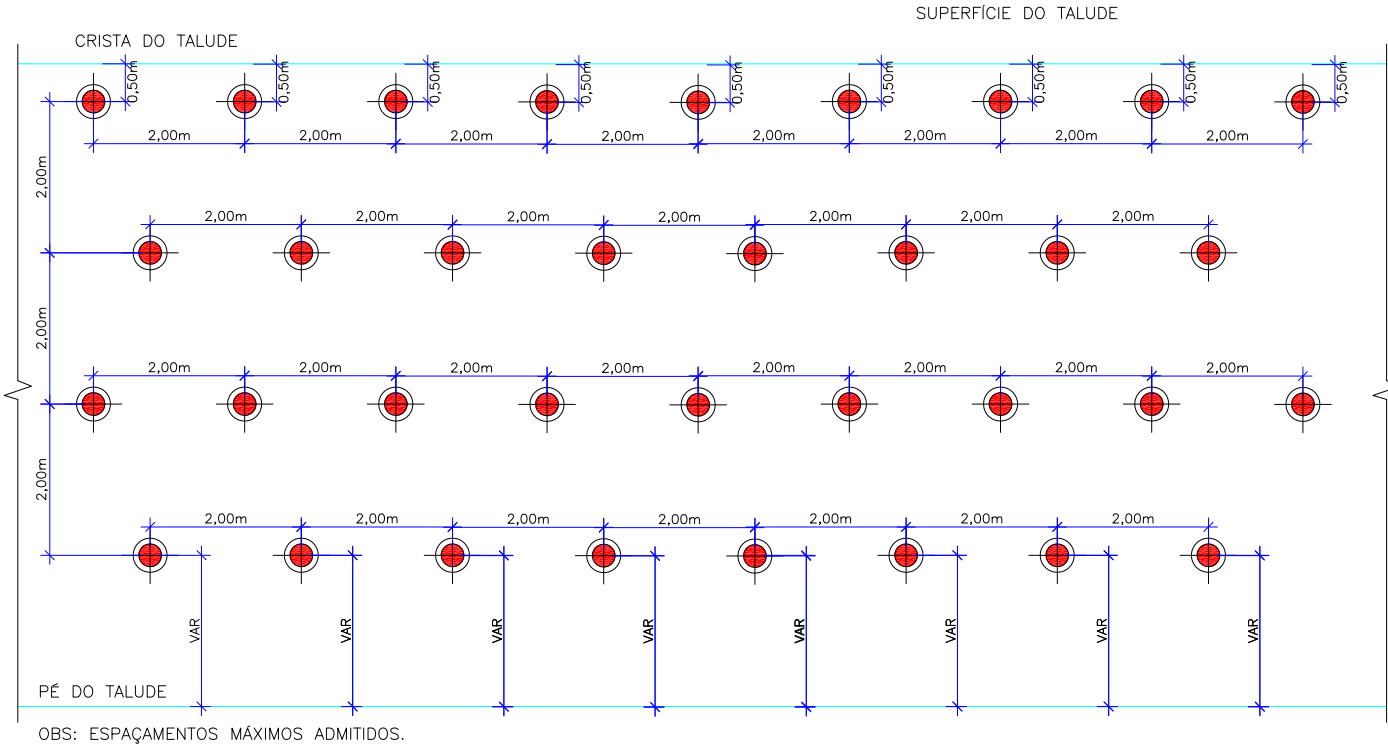 SUPERFÍCIE DO TALUDE
CRISTA DO TALUDE
0,50m 0,50m 0,50m 0,50m 0,50m 0,50m 0,50m 0,50m 0,50m
2,00m 2,00m 2,00m 2,00m 2,00m 2,00m 2,00m 2,00m
2,00m
2,00m 2,00m 2,00m 2,00m 2,00m 2,00m 2,00m
2,00m
2,00m 2,00m 2,00m 2,00m 2,00m 2,00m 2,00m 2,00m
2,00m
2,00m 2,00m 2,00m 2,00m 2,00m 2,00m 2,00m
VAR VAR VAR VAR VAR VAR VAR VAR
PÉ DO TALUDE
OBS: ESPAÇAMENTOS MÁXIMOS ADMITIDOS.